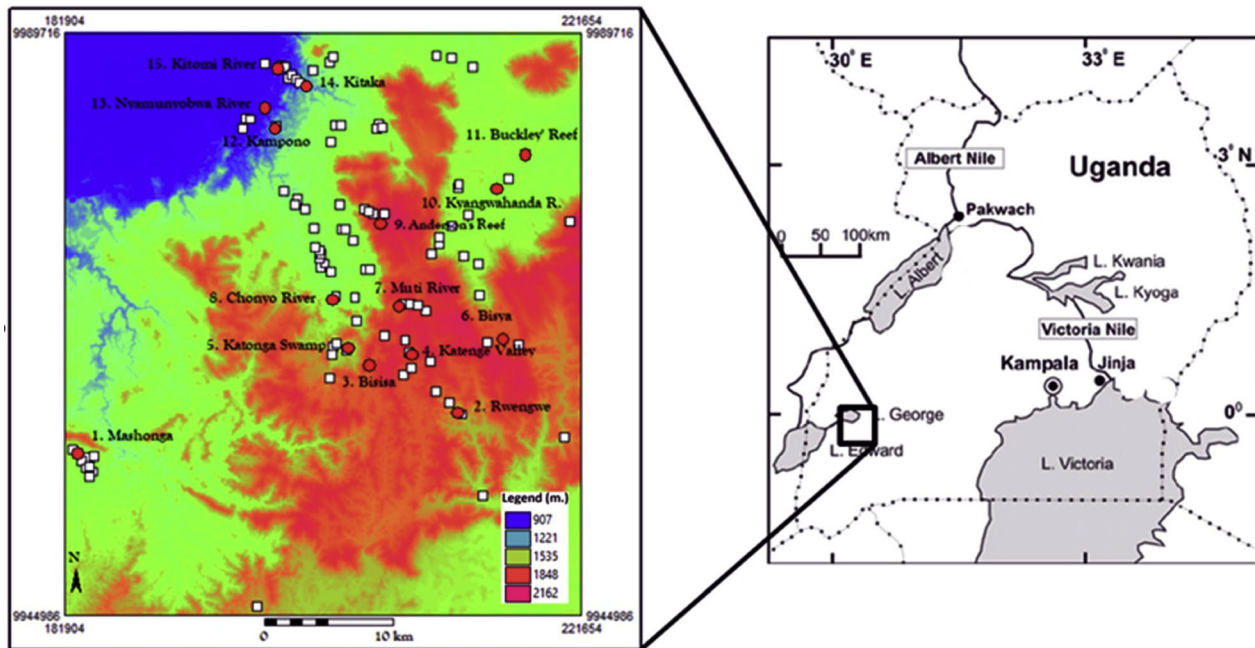 181904
221654
9989716
9989716
15. Kitomi River
14. Kitaka
13. Nyamunyobwa River
12. Kampono
11. Buckley' Reef
10. Kyangwahanda R.
9. Anderson's Reef
7. Muti River
8. Chonyo River
6. Bisya
5. Katonga Swamp
4. Katenge Valley
3. Bisisa
2. Rwengwe
1. Mashonga
Legend (m.)
907
1221
1535
1848
2162
N
9944986
9944986
181904
221654
0
10 km
30° E
33° E
Albert Nile
Uganda
3° N
Pakwach
0 50 100km
L. Albert
L. Kwania
L. Kyoga
Victoria Nile
Kampala
Jinja
L. George
0°
L. Edward
L. Victoria